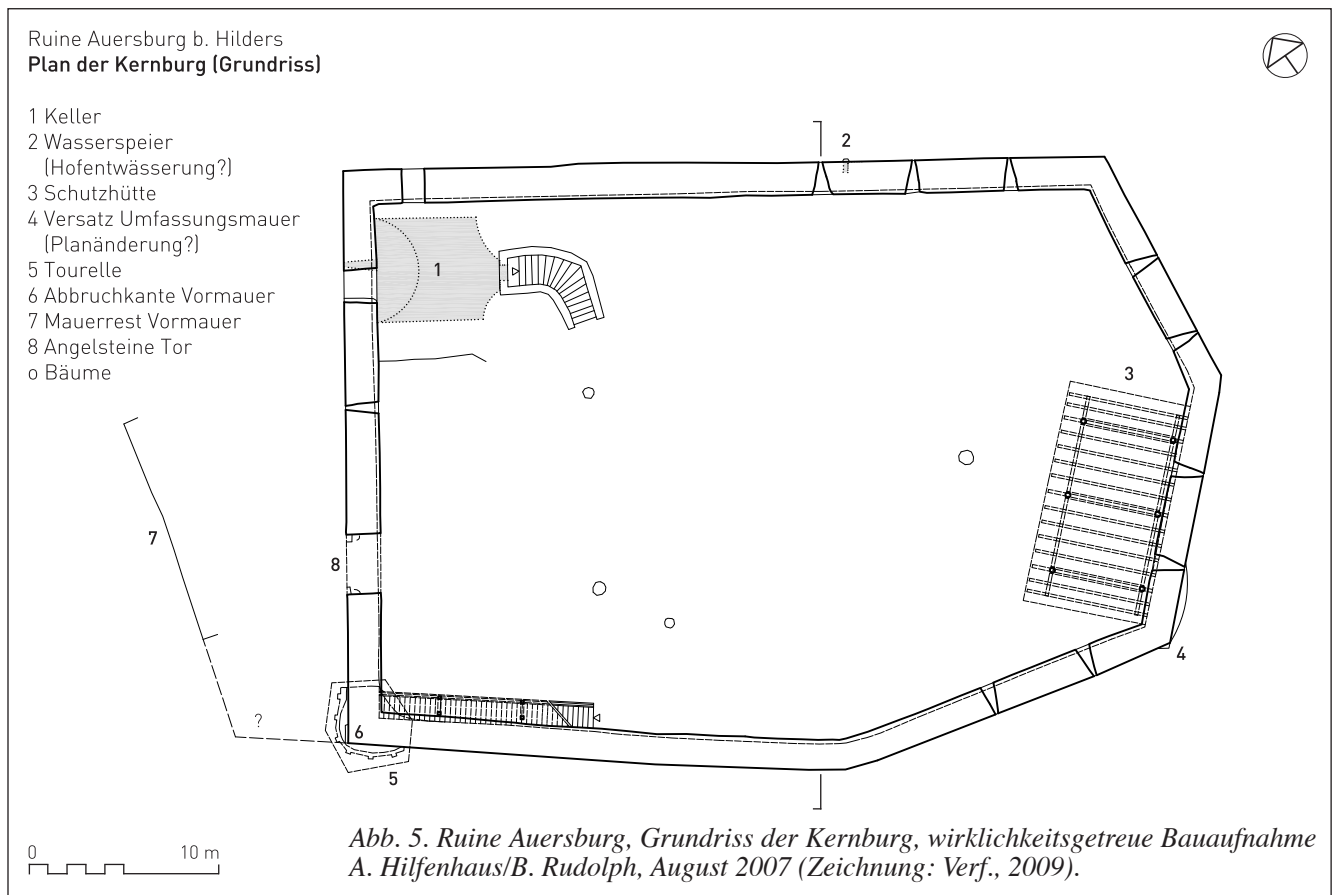 Ruine Auersburg b. Hilders
Plan der Kernburg (Grundriss)
1 Keller
2 Wasserspeier
(Hofentwässerung?)
3 Schutzhütte
4 Versatz Umfassungsmauer
(Planänderung?)
5 Tourelle
6 Abbruchkante Vormauer
7 Mauerrest Vormauer
8 Angelsteine Tor
o Bäume
2
?
1
3
7
8
4
?
6
5
0 10 m
Abb. 5. Ruine Auersburg, Grundriss der Kernburg, wirklichkeitsgetreue Bauaufnahme
A. Hilfenhaus/B. Rudolph, August 2007 (Zeichnung: Verf., 2009).